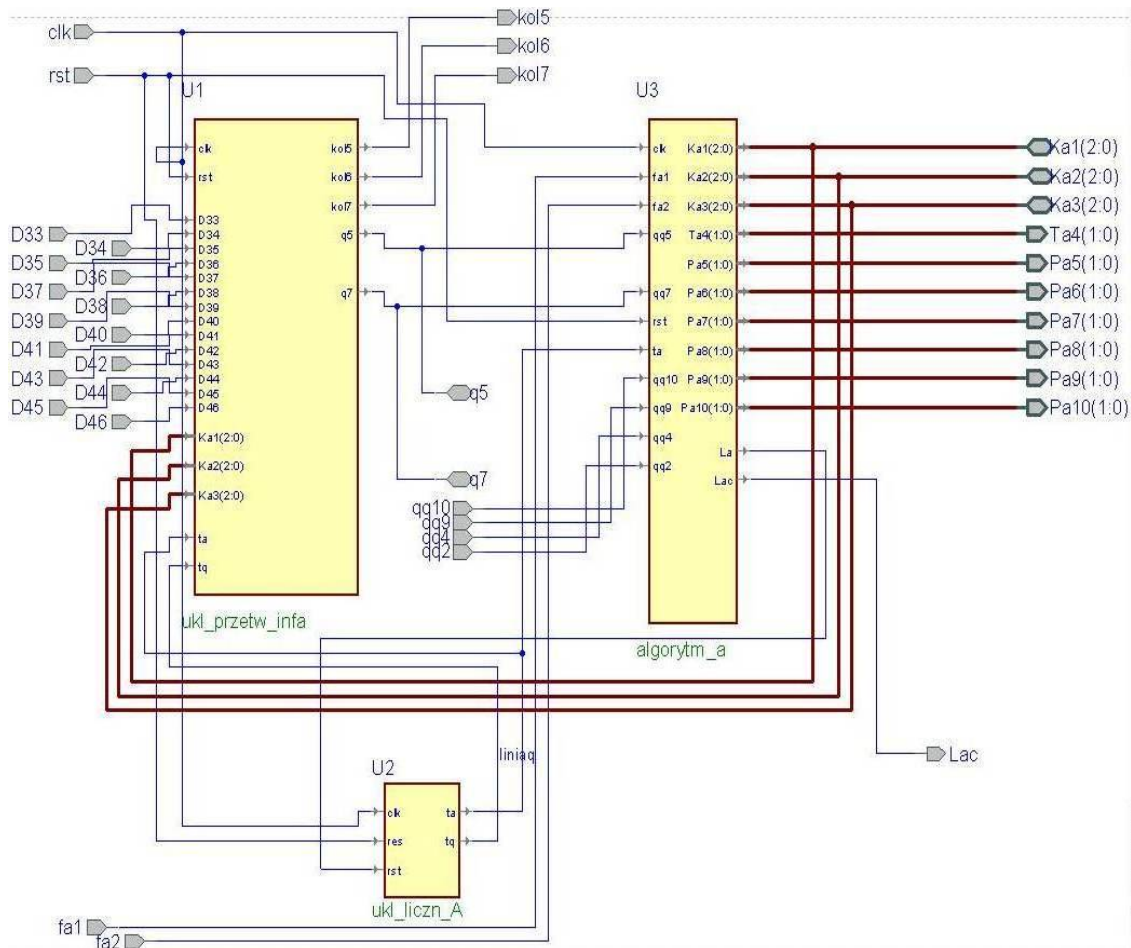 clk
rst
kol5
kol6
kol7
D33
D34
D35
D36
D37
D38
D39
D40
D41
D42
D43
D44
D45
D46
U1
clk
rst
D33
D34
D35
D36
D37
D38
D39
D40
D41
D42
D43
D44
D45
D46
Ka1(2:0)
Ka2(2:0)
Ka3(2:0)
ta
tq
kol5
kol6
kol7
q5
q7
ukl_przetw_infa
q5
q7
qq10
qq9
qq4
qq2
U3
clk
fa1
fa2
qq5
qq7
rst
ta
qq10
qq9
qq4
qq2
Ka1(2:0)
Ka2(2:0)
Ka3(2:0)
Ta4(1:0)
Pa5(1:0)
Pa6(1:0)
Pa7(1:0)
Pa8(1:0)
Pa9(1:0)
Pa10(1:0)
La
Lac
algorytm_a
Ka1(2:0)
Ka2(2:0)
Ka3(2:0)
Ta4(1:0)
Pa5(1:0)
Pa6(1:0)
Pa7(1:0)
Pa8(1:0)
Pa9(1:0)
Pa10(1:0)
Lac
liniaq
U2
clk
res
rst
ta
tq
ukl_liczn_A
fa1
fa2